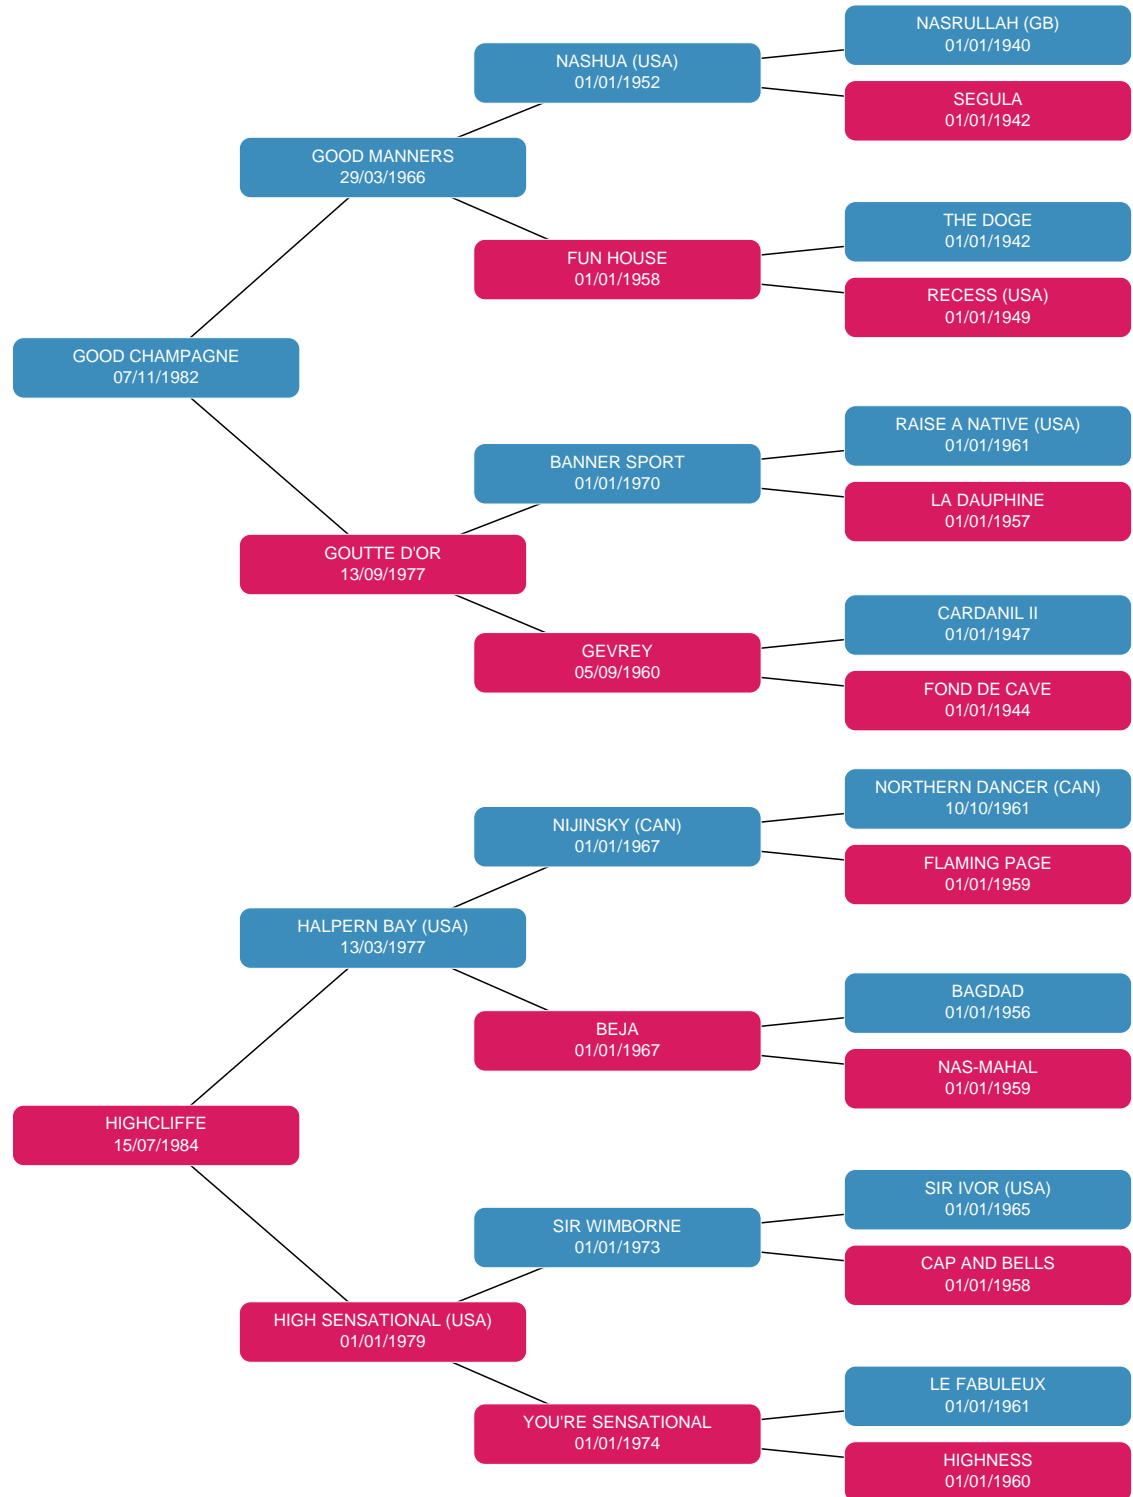 NASRULLAH (GB)
01/01/1940
NASHUA (USA)
01/01/1952
SEGULA
01/01/1942
GOOD MANNERS
29/03/1966
THE DOGE
01/01/1942
FUN HOUSE
01/01/1958
RECESS (USA)
01/01/1949
GOOD CHAMPAGNE
07/11/1982
RAISE A NATIVE (USA)
01/01/1961
BANNER SPORT
01/01/1970
LA DAUPHINE
01/01/1957
GOUTTE D'OR
13/09/1977
CARDANIL II
01/01/1947
GEVREY
05/09/1960
FOND DE CAVE
01/01/1944
NORTHERN DANCER (CAN)
10/10/1961
NIJINSKY (CAN)
01/01/1967
FLAMING PAGE
01/01/1959
HALPERN BAY (USA)
13/03/1977
BAGDAD
01/01/1956
BEJA
01/01/1967
NAS-MAHAL
01/01/1959
HIGHCLIFFE
15/07/1984
SIR IVOR (USA)
01/01/1965
SIR WIMBORNE
01/01/1973
CAP AND BELLS
01/01/1958
HIGH SENSATIONAL (USA)
01/01/1979
LE FABULEUX
01/01/1961
YOU'RE SENSATIONAL
01/01/1974
HIGHNESS
01/01/1960